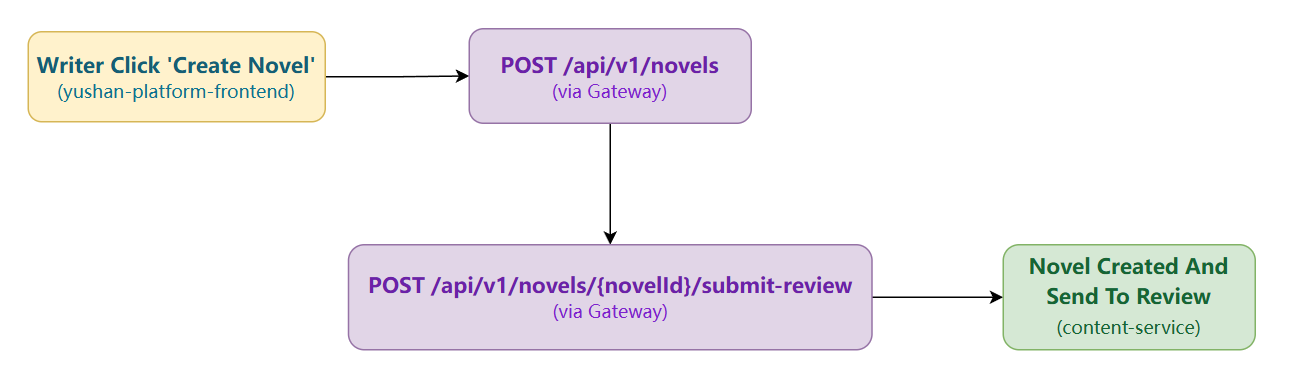 Writer Click 'Create Novel'
(yushan-platform-frontend)
POST /api/v1/novels
(via Gateway)
POST /api/v1/novels/{novelId}/submit-review
(via Gateway)
Novel Created And
Send To Review
(content-service)